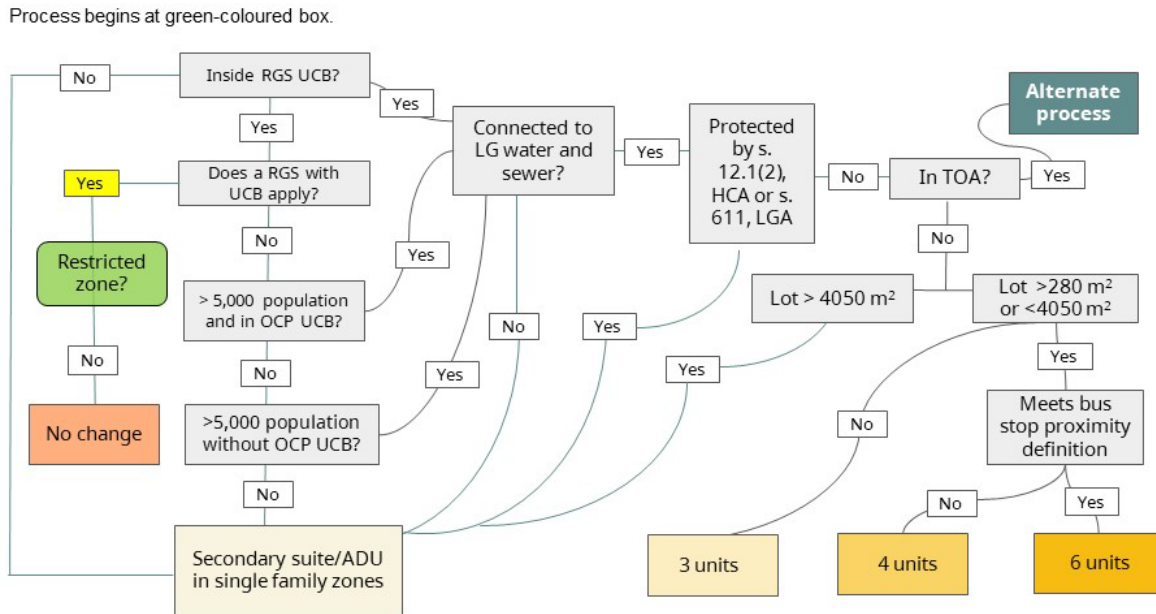 Process begins at green-coloured box.
No
Inside RGS UCB?
Yes
Yes
Connected to
LG water and
sewer?
Yes
Protected
by s.
12.1(2),
HCA or s.
611, LGA
No
In TOA?
Yes
Alternate
process
Yes
Does a RGS with
UCB apply?
No
Yes
No
Restricted
zone?
> 5,000 population
and in OCP UCB?
Lot > 4050 m²
Lot >280 m²
or <4050 m²
No
Yes
No
No
Yes
Yes
Yes
Yes
No change
>5,000 population
without OCP UCB?
No
Meets bus
stop proximity
definition
No
No
Yes
Secondary suite/ADU
in single family zones
3 units
4 units
6 units